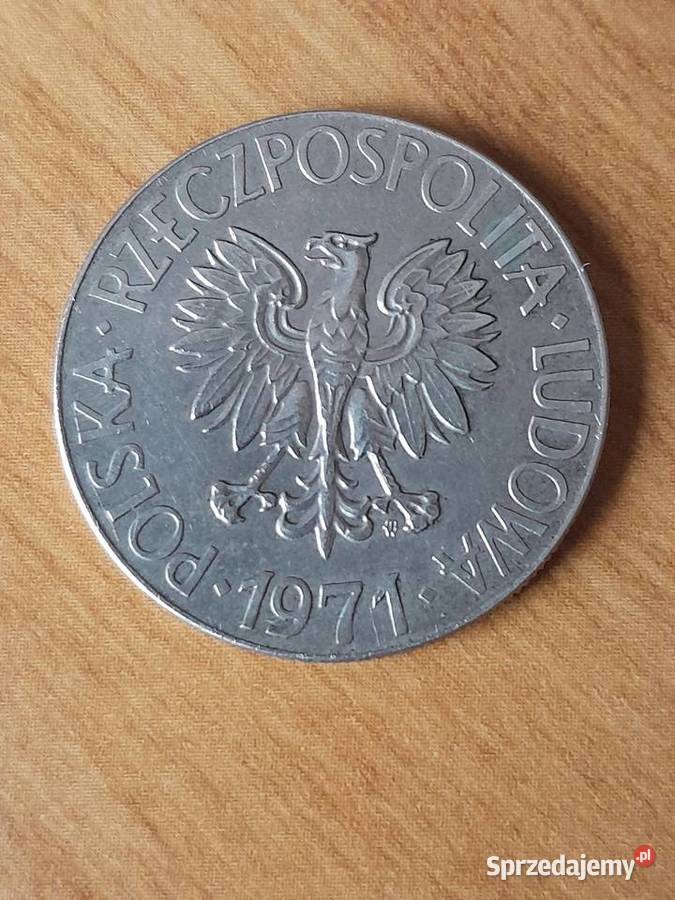 POLSKA · RZECZPOSPOLITA · LUDOWA ·
1971 ·
Sprzedajemy.pl